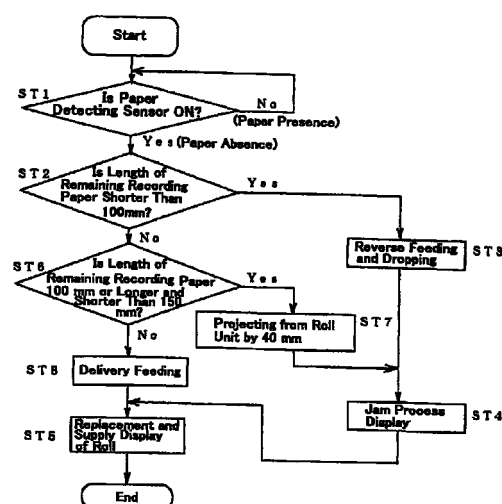 Start
ST1
Is Paper
Detecting Sensor ON?
No
(Paper Presence)
Yes (Paper Absence)
ST2
Is Length of
Remaining Recording
Paper Shorter Than
100mm?
Yes
No
Reverse Feeding
and Dropping
ST3
ST6
Is Length of
Remaining Recording Paper
100 mm or Longer and
Shorter Than 150
mm?
Yes
No
Projecting from Roll
Unit by 40 mm
ST7
ST8
Delivery Feeding
Jam Process
Display
ST4
ST5
Replacement and
Supply Display
of Roll
End